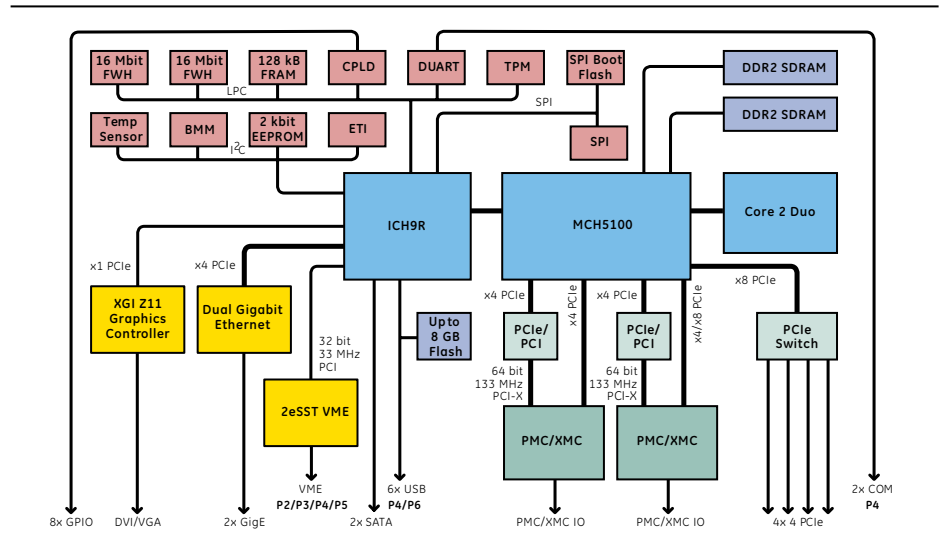 16 Mbit
FWH
16 Mbit
FWH
128 kB
FRAM
CPLD
DUART
TPM
SPI Boot
Flash
DDR2 SDRAM
LPC
SPI
DDR2 SDRAM
Temp
Sensor
BMM
2 kbit
EEPROM
ETI
SPI
I2C
ICH9R
MCH5100
Core 2 Duo
x1 PCIe
x4 PCIe
x4 PCIe
x4 PCIe
x4 PCIe
x4/x8 PCIe
x8 PCIe
XGI Z11
Graphics
Controller
Dual Gigabit
Ethernet
32 bit
33 MHz
PCI
Up to
8 GB
Flash
PCIe/
PCI
PCIe/
PCI
PCIe
Switch
64 bit
133 MHz
PCI-X
64 bit
133 MHz
PCI-X
2eSST VME
PMC/XMC
PMC/XMC
VME
P2/P3/P4/P5
6x USB
P4/P6
2x COM
P4
8x GPIO
DVI/VGA
2x GigE
2x SATA
PMC/XMC IO
PMC/XMC IO
4x 4 PCIe